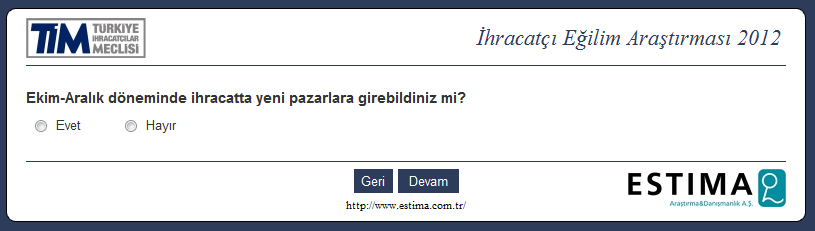 TİM TÜRKİYE
İHRACATÇILAR
MECLİSİ
İhracatçı Eğilim Araştırması 2012
Ekim-Aralık döneminde ihracatta yeni pazarlara girebildiniz mi?
Evet Hayır
Geri Devam
http://www.estima.com.tr/
ESTIMA
Araştırma&Danışmanlık A.Ş.